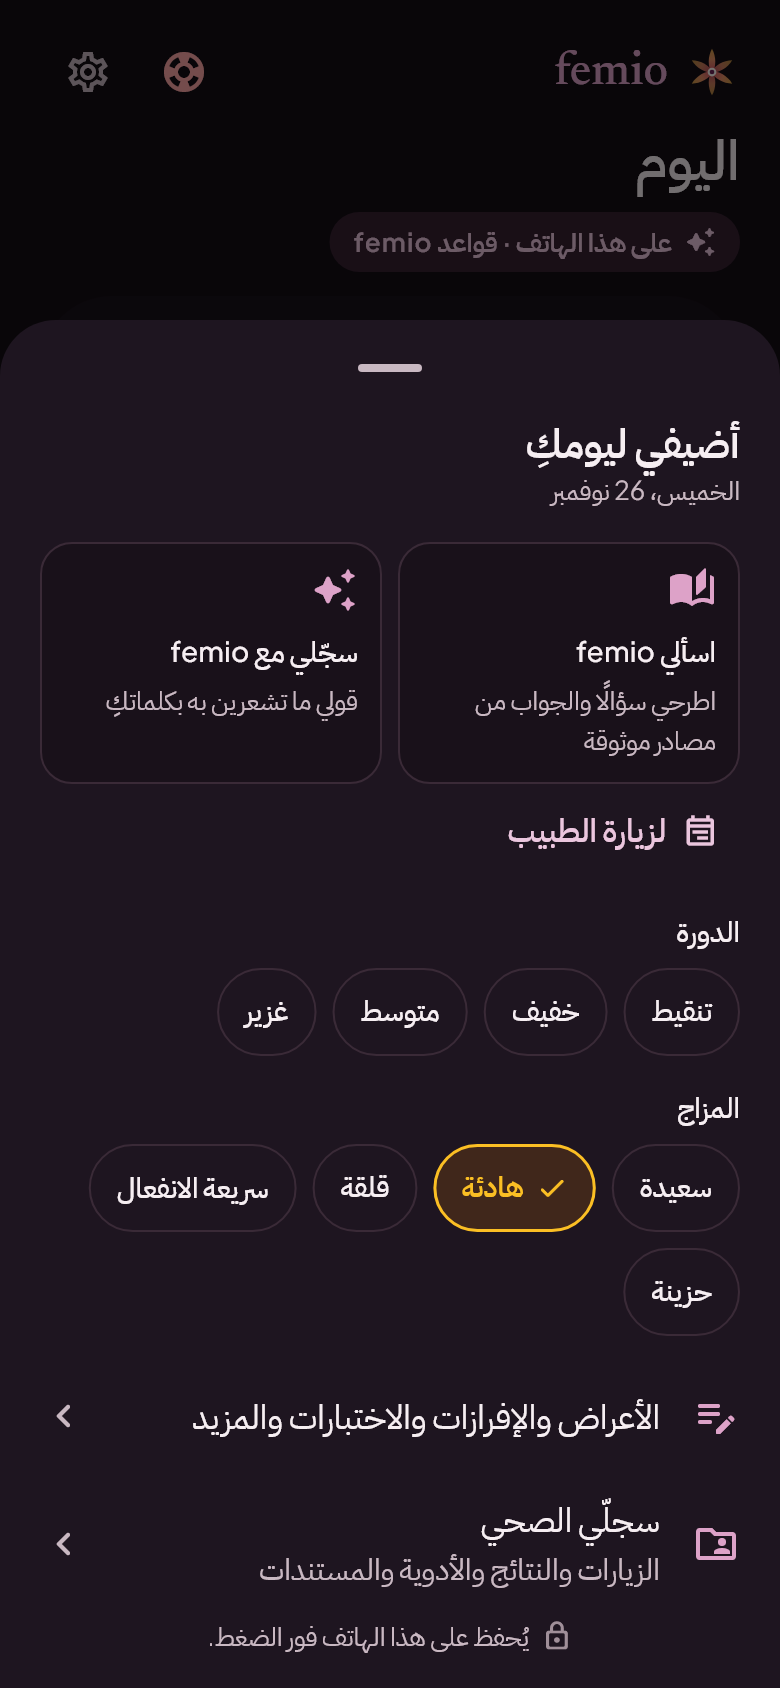 femio
اليوم
على هذا الهاتف · قواعد femio
أضيفي ليومكِ
الخميس، 26 نوفمبر
اسألي femio
اطرحي سؤالًا والجواب من
مصادر موثوقة
سجّلي مع femio
قولي ما تشعرين به بكلماتكِ
لزيارة الطبيب
الدورة
تنقيط
خفيف
متوسط
غزير
المزاج
سعيدة
هادئة
قلقة
سريعة الانفعال
حزينة
الأعراض والإفرازات والاختبارات والمزيد
سجلّي الصحي
الزيارات والنتائج والأدوية والمستندات
يُحفظ على هذا الهاتف فور الضغط.